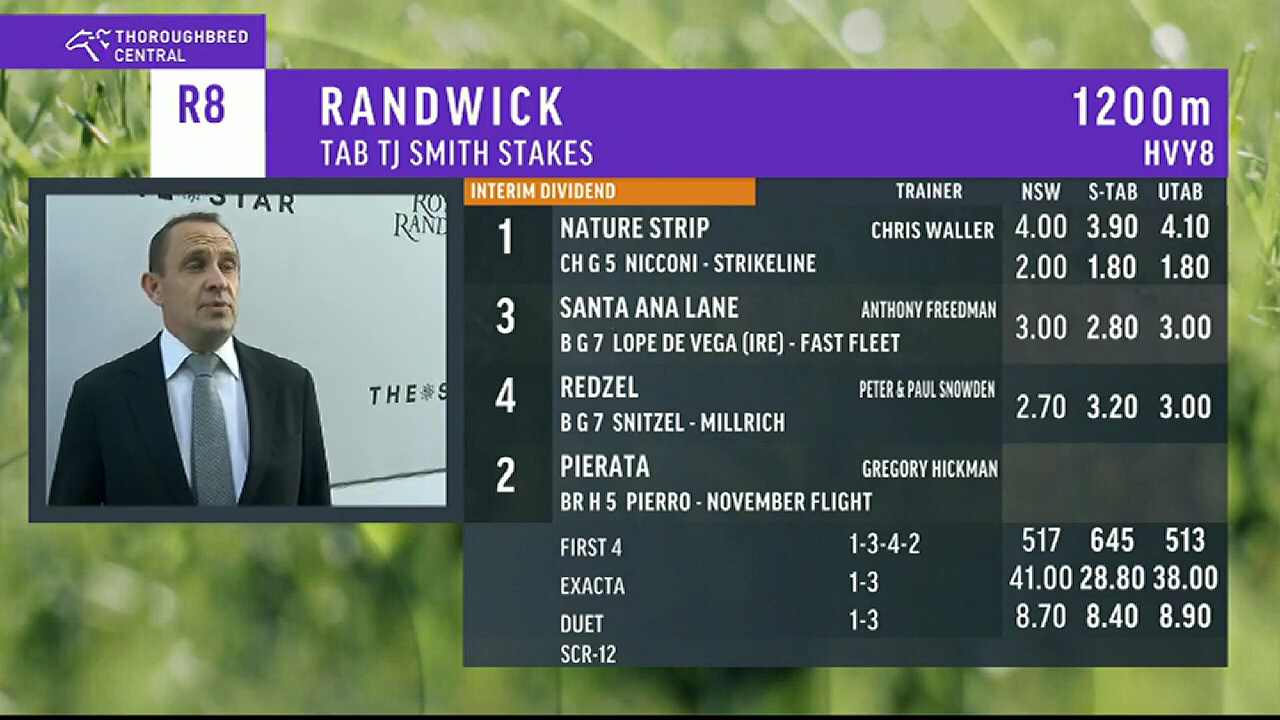 THOROUGHBRED
CENTRAL
R8
RANDWICK
1200m
TAB TJ SMITH STAKES
HVY8
INTERIM DIVIDEND
TRAINER NSW S-TAB UTAB
1 NATURE STRIP CHRIS WALLER 4.00 3.90 4.10
CH G 5 NICCONI - STRIKELINE 2.00 1.80 1.80
3 SANTA ANA LANE ANTHONY FREEDMAN 3.00 2.80 3.00
B G 7 LOPE DE VEGA (IRE) - FAST FLEET
4 REDZEL PETER & PAUL SNOWDEN 2.70 3.20 3.00
B G 7 SNITZEL - MILLRICH
2 PIERATA GREGORY HICKMAN
BR H 5 PIERRO - NOVEMBER FLIGHT
FIRST 4 1-3-4-2 517 645 513
EXACTA 1-3 41.00 28.80 38.00
DUET 1-3 8.70 8.40 8.90
SCR-12
STAR
RAND
THE S